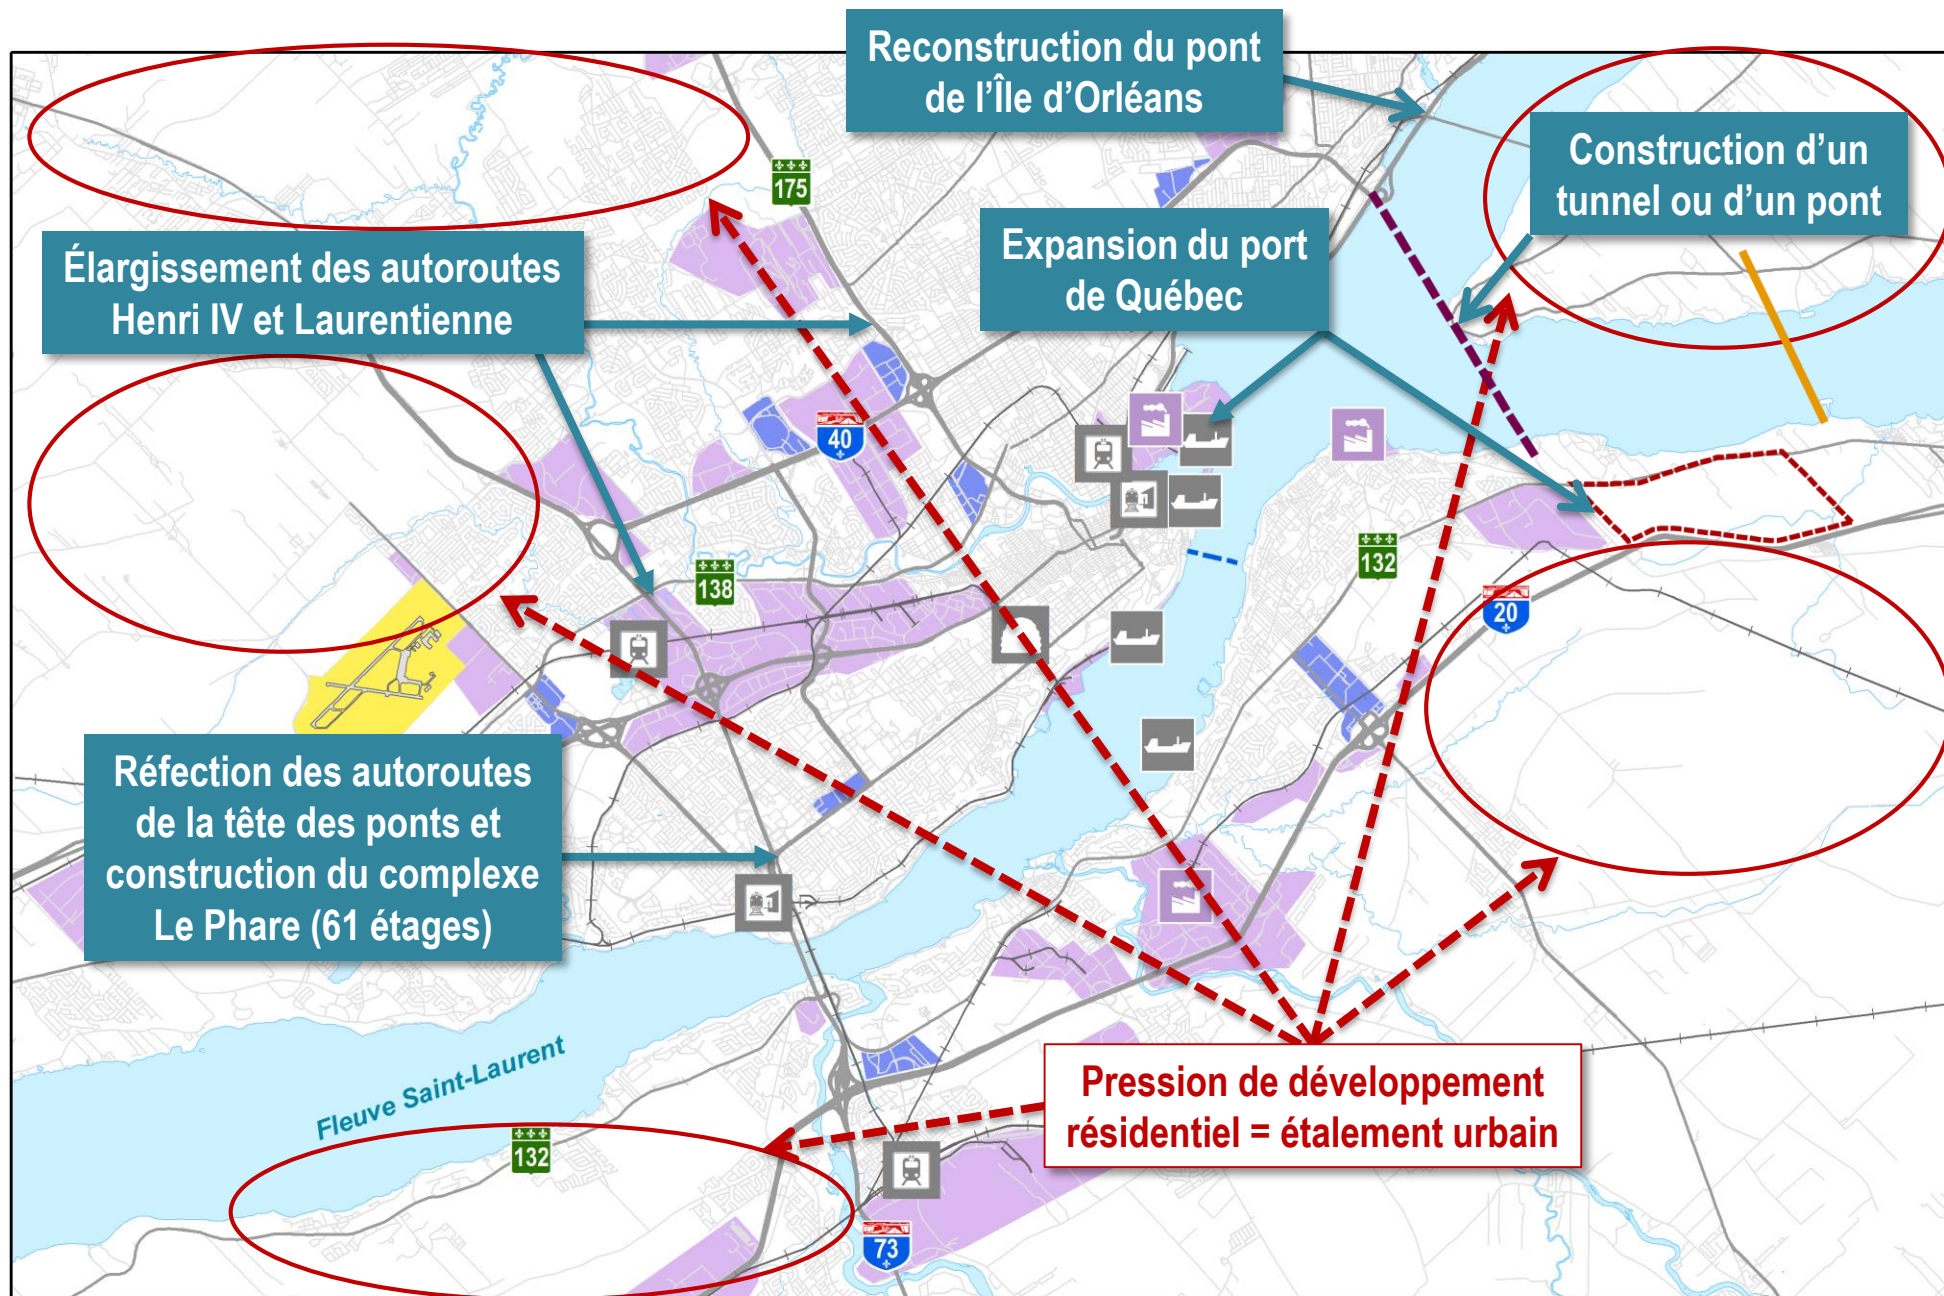 Reconstruction du pont
de l'Île d'Orléans
Construction d'un
tunnel ou d'un pont
175
Expansion du port
de Québec
Élargissement des autoroutes
Henri IV et Laurentienne
40
138
132
20
Réfection des autoroutes
de la tête des ponts et
construction du complexe
Le Phare (61 étages)
Fleuve Saint-Laurent
Pression de développement
résidentiel = étalement urbain
132
73